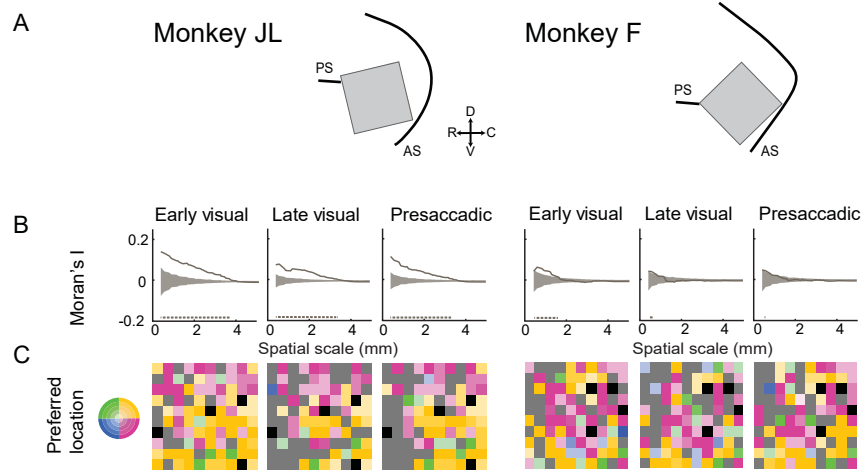 A
Monkey JL
Monkey F
PS
AS
D
R
C
V
PS
AS
B
Early visual
Late visual
Presaccadic
Early visual
Late visual
Presaccadic
Moran's I
0.2
0
-0.2
0
2
4
0
2
4
0
2
4
0
2
4
0
2
4
0
2
4
Spatial scale (mm)
Spatial scale (mm)
C
Preferred
location